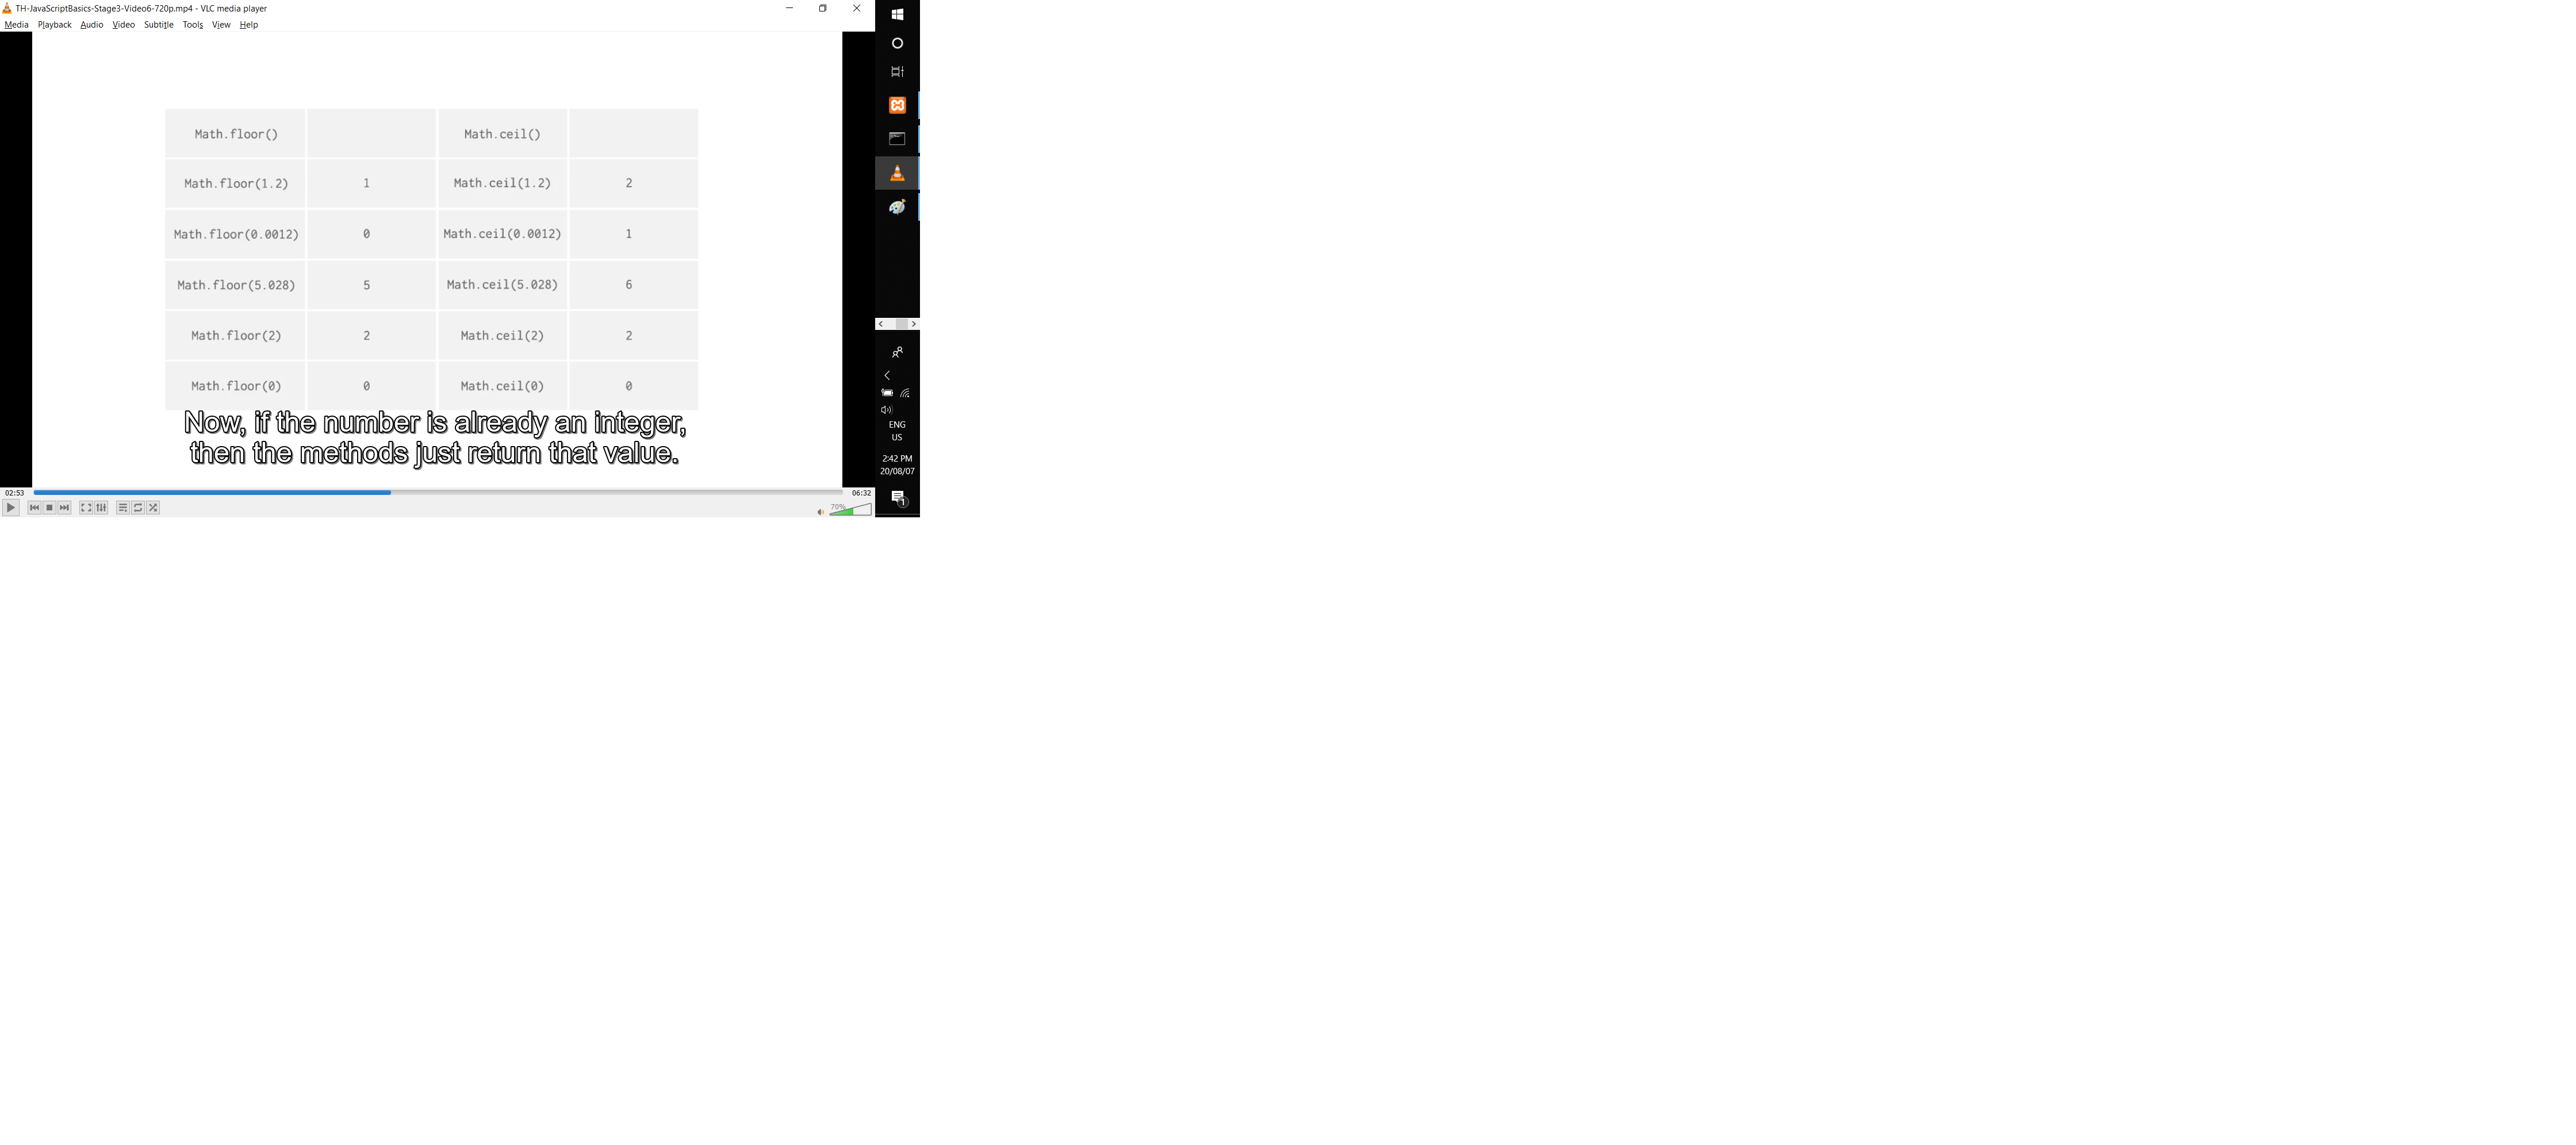 TH-JavaScriptBasics-Stage3-Video6-720p.mp4 - VLC media player
Media Playback Audio Video Subtitle Tools View Help
Math.floor() Math.ceil()
Math.floor(1.2) 1 Math.ceil(1.2) 2
Math.floor(0.0012) 0 Math.ceil(0.0012) 1
Math.floor(5.028) 5 Math.ceil(5.028) 6
Math.floor(2) 2 Math.ceil(2) 2
Math.floor(0) 0 Math.ceil(0) 0
Now, if the number is already an integer,
then the methods just return that value.
02:53 06:32
70%
ENG
US
2:42 PM
20/08/07
1